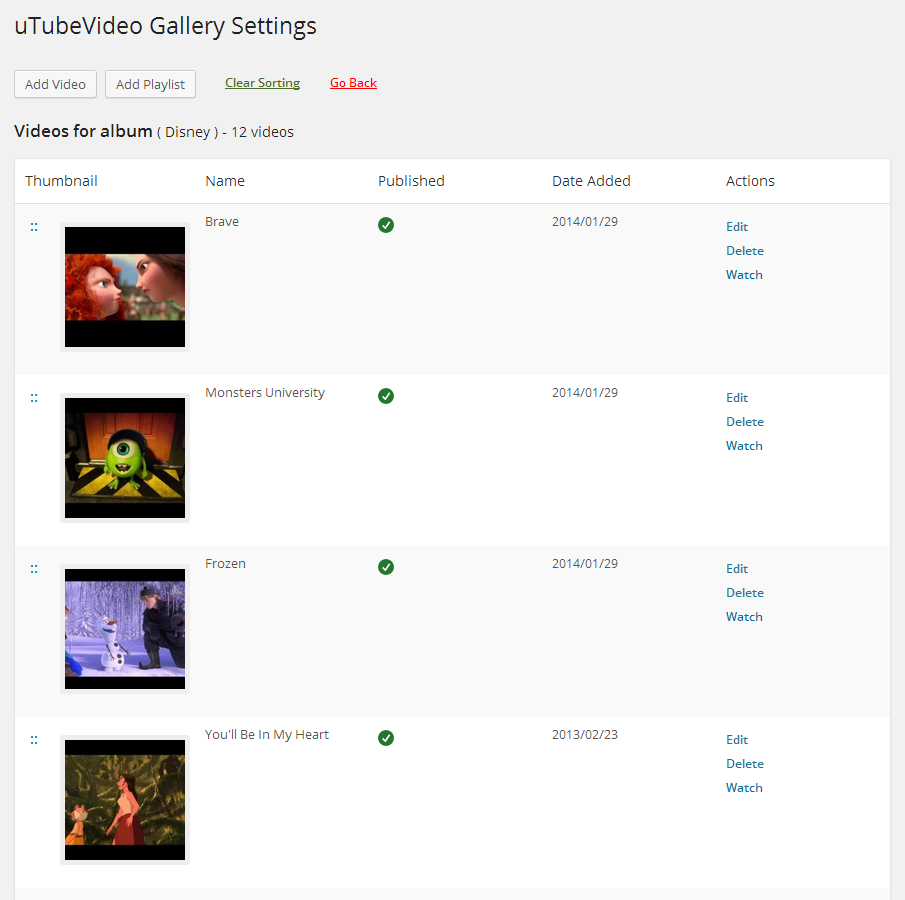 uTubeVideo Gallery Settings
Add Video Add Playlist Clear Sorting Go Back
Videos for album ( Disney ) - 12 videos
Thumbnail Name Published Date Added Actions
:: Brave 2014/01/29 Edit
Delete
Watch
:: Monsters University 2014/01/29 Edit
Delete
Watch
:: Frozen 2014/01/29 Edit
Delete
Watch
:: You'll Be In My Heart 2013/02/23 Edit
Delete
Watch